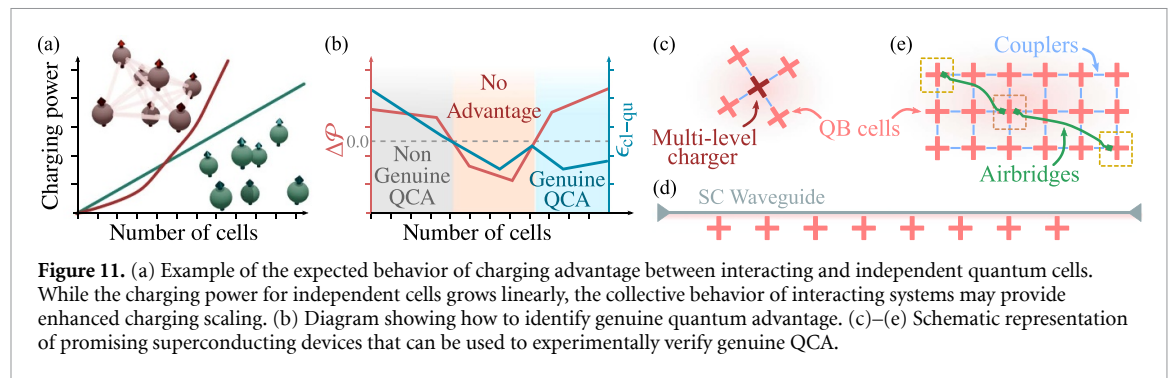 (a)
Charging power
Number of cells
(b)
Δ𝒫
0.0
No
Advantage
Non
Genuine
QCA
Genuine
QCA
ϵcl−qu
Number of cells
(c)
Multi-level
charger
QB cells
(e)
Couplers
Airbridges
(d)
SC Waveguide
Figure 11. (a) Example of the expected behavior of charging advantage between interacting and independent quantum cells.
While the charging power for independent cells grows linearly, the collective behavior of interacting systems may provide
enhanced charging scaling. (b) Diagram showing how to identify genuine quantum advantage. (c)–(e) Schematic representation
of promising superconducting devices that can be used to experimentally verify genuine QCA.